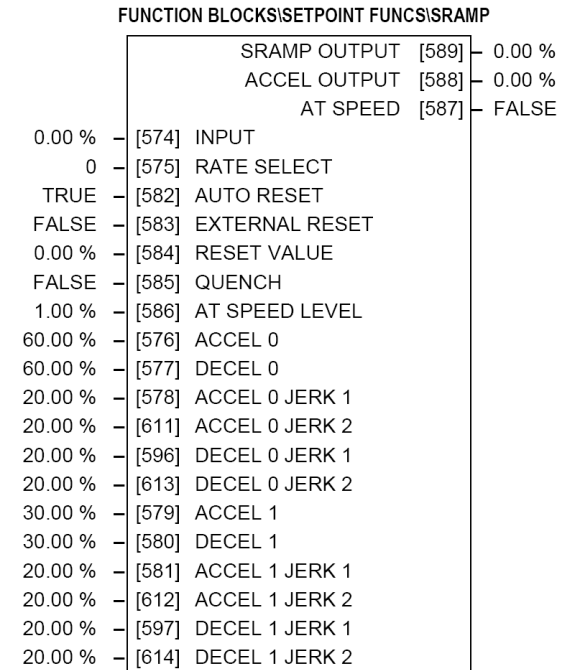 FUNCTION BLOCKS\SETPOINT FUNCS\SRAMP
SRAMP OUTPUT [589] – 0.00 %
ACCEL OUTPUT [588] – 0.00 %
AT SPEED [587] – FALSE
0.00 % – [574] INPUT
0 – [575] RATE SELECT
TRUE – [582] AUTO RESET
FALSE – [583] EXTERNAL RESET
0.00 % – [584] RESET VALUE
FALSE – [585] QUENCH
1.00 % – [586] AT SPEED LEVEL
60.00 % – [576] ACCEL 0
60.00 % – [577] DECEL 0
20.00 % – [578] ACCEL 0 JERK 1
20.00 % – [611] ACCEL 0 JERK 2
20.00 % – [596] DECEL 0 JERK 1
20.00 % – [613] DECEL 0 JERK 2
30.00 % – [579] ACCEL 1
30.00 % – [580] DECEL 1
20.00 % – [581] ACCEL 1 JERK 1
20.00 % – [612] ACCEL 1 JERK 2
20.00 % – [597] DECEL 1 JERK 1
20.00 % – [614] DECEL 1 JERK 2